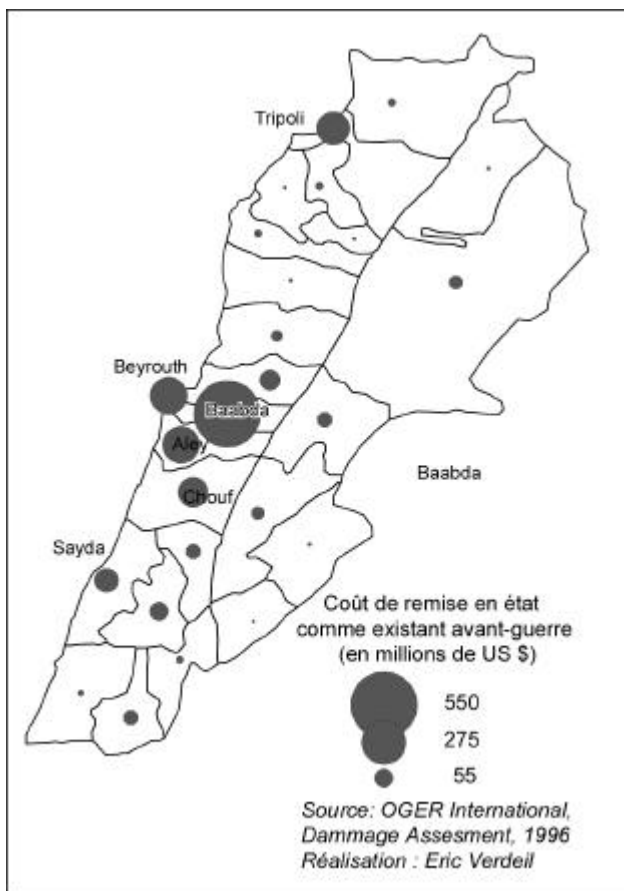 Tripoli
Beyrouth
Baabda
Aley
Baabda
Chouf
Sayda
Coût de remise en état
comme existant avant-guerre
(en millions de US $)
550
275
55
Source: OGER International,
Dammage Assesment, 1996
Réalisation : Eric Verdeil